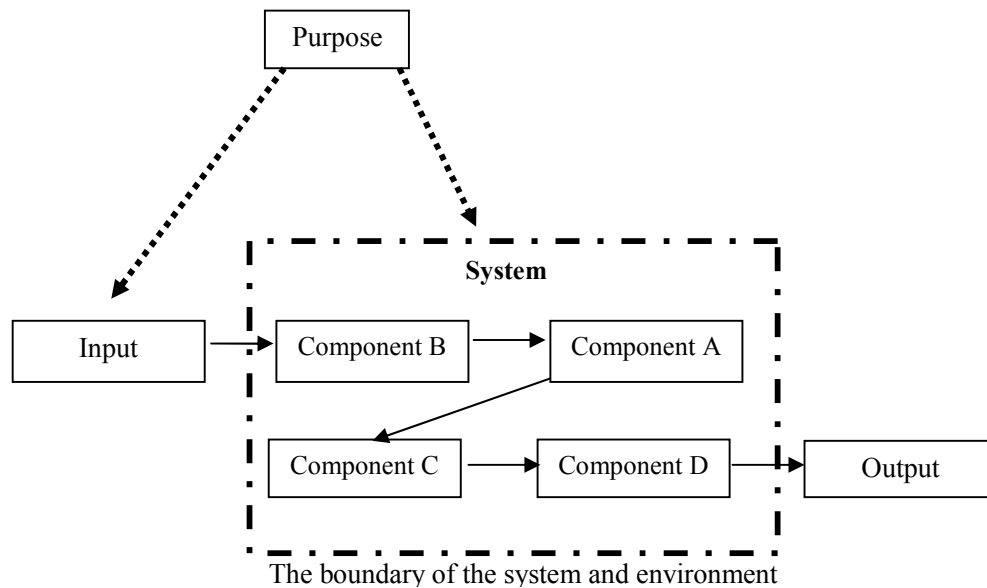 Purpose
System
Input
Component B
Component A
Component C
Component D
Output
The boundary of the system and environment